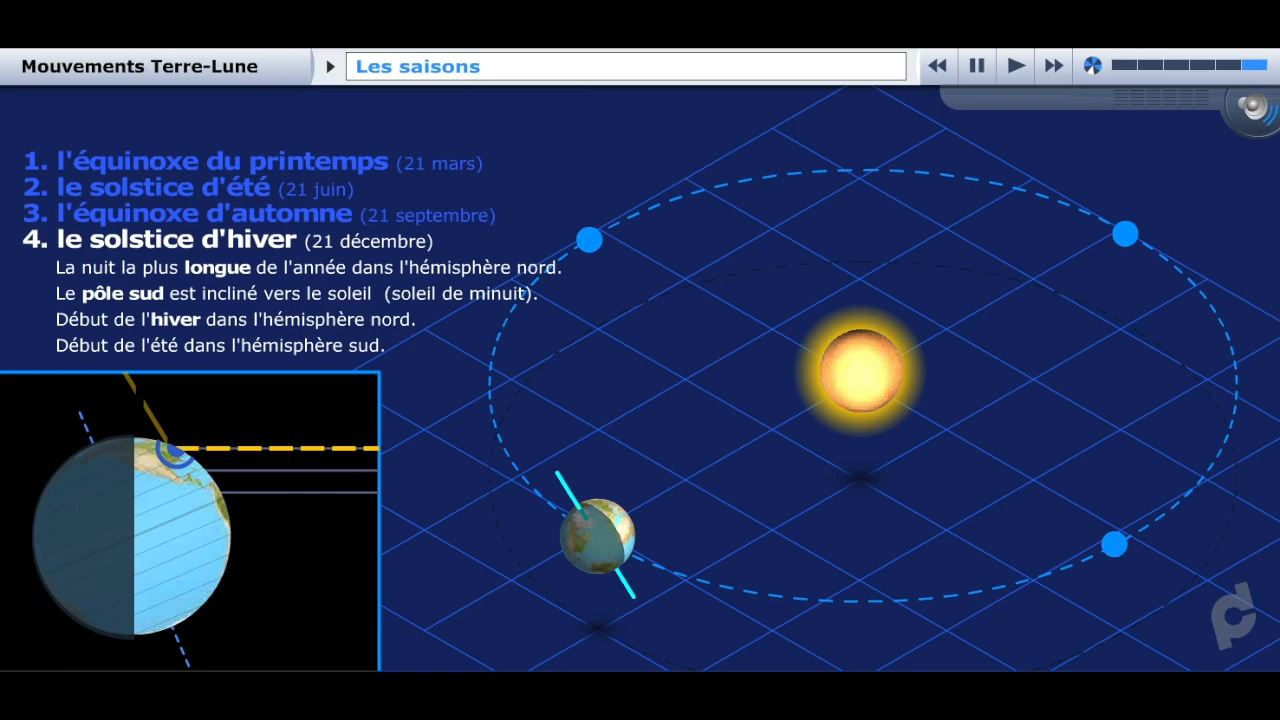 Mouvements Terre-Lune
Les saisons
1. l'équinoxe du printemps (21 mars)
2. le solstice d'été (21 juin)
3. l'équinoxe d'automne (21 septembre)
4. le solstice d'hiver (21 décembre)
La nuit la plus longue de l'année dans l'hémisphère nord.
Le pôle sud est incliné vers le soleil (soleil de minuit).
Début de l'hiver dans l'hémisphère nord.
Début de l'été dans l'hémisphère sud.